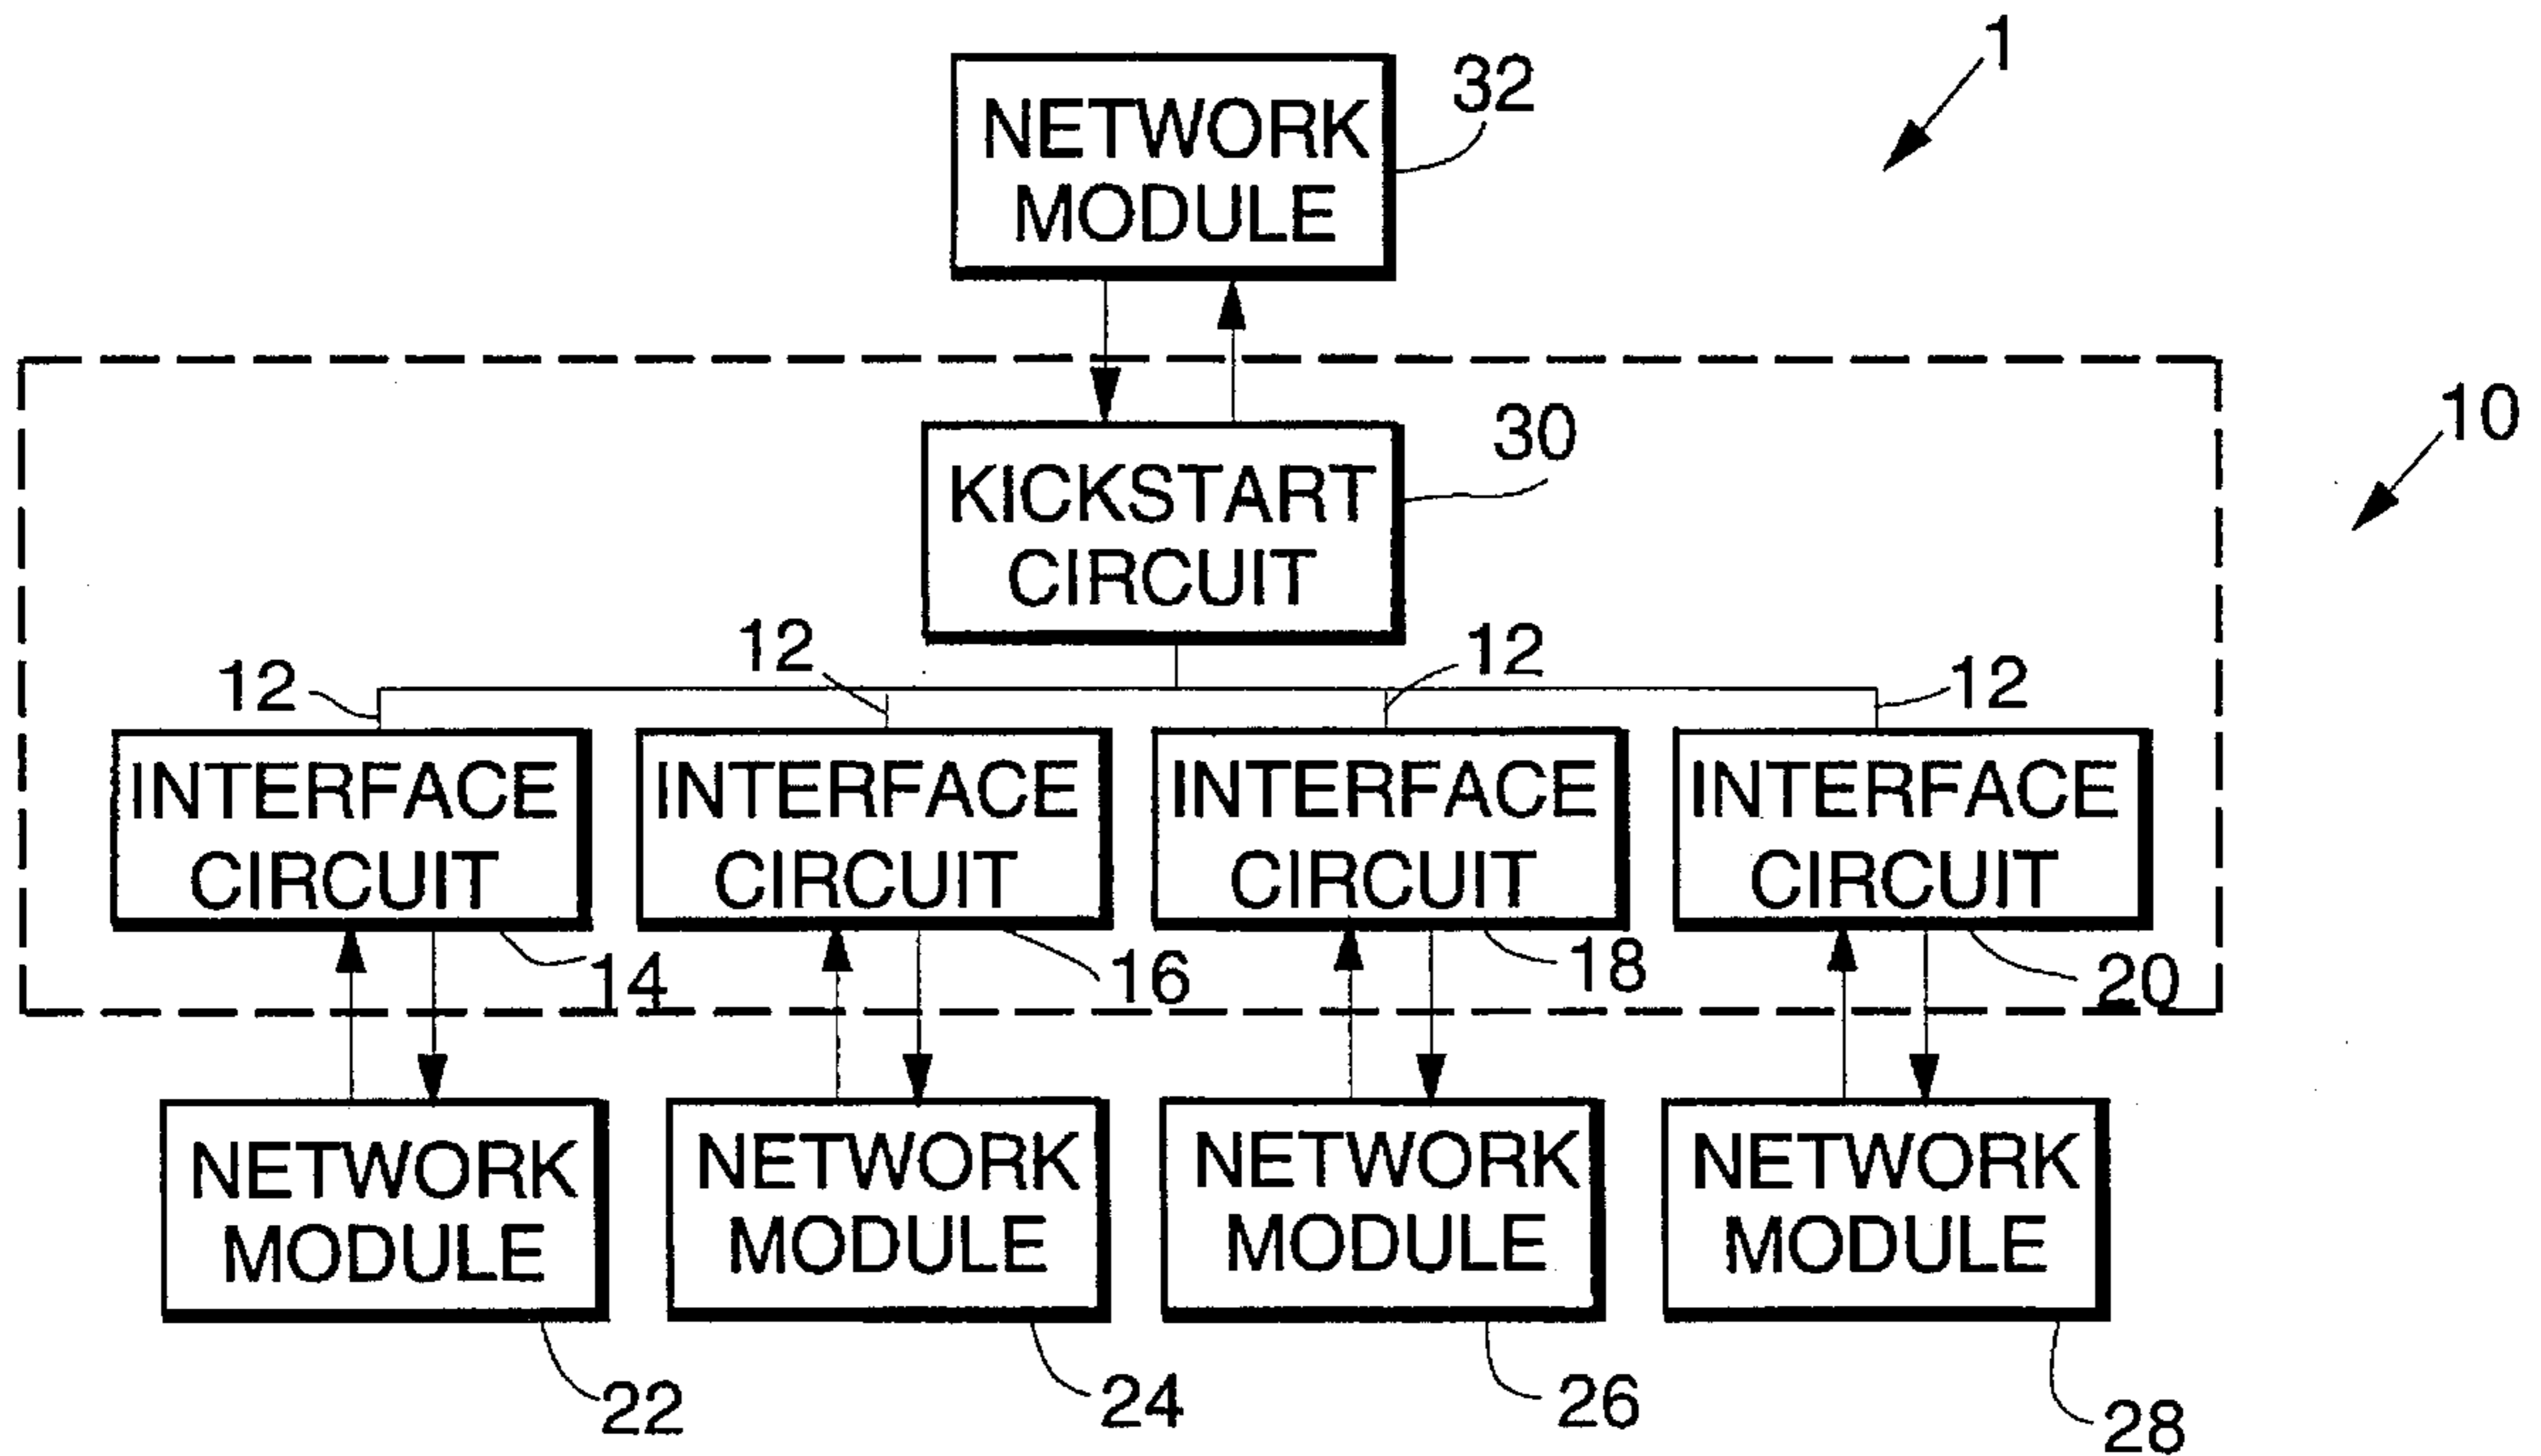 1
NETWORK
MODULE
32
10
KICKSTART
CIRCUIT
30
12
12
12
12
INTERFACE
CIRCUIT
14
INTERFACE
CIRCUIT
16
INTERFACE
CIRCUIT
18
INTERFACE
CIRCUIT
20
NETWORK
MODULE
22
NETWORK
MODULE
24
NETWORK
MODULE
26
NETWORK
MODULE
28